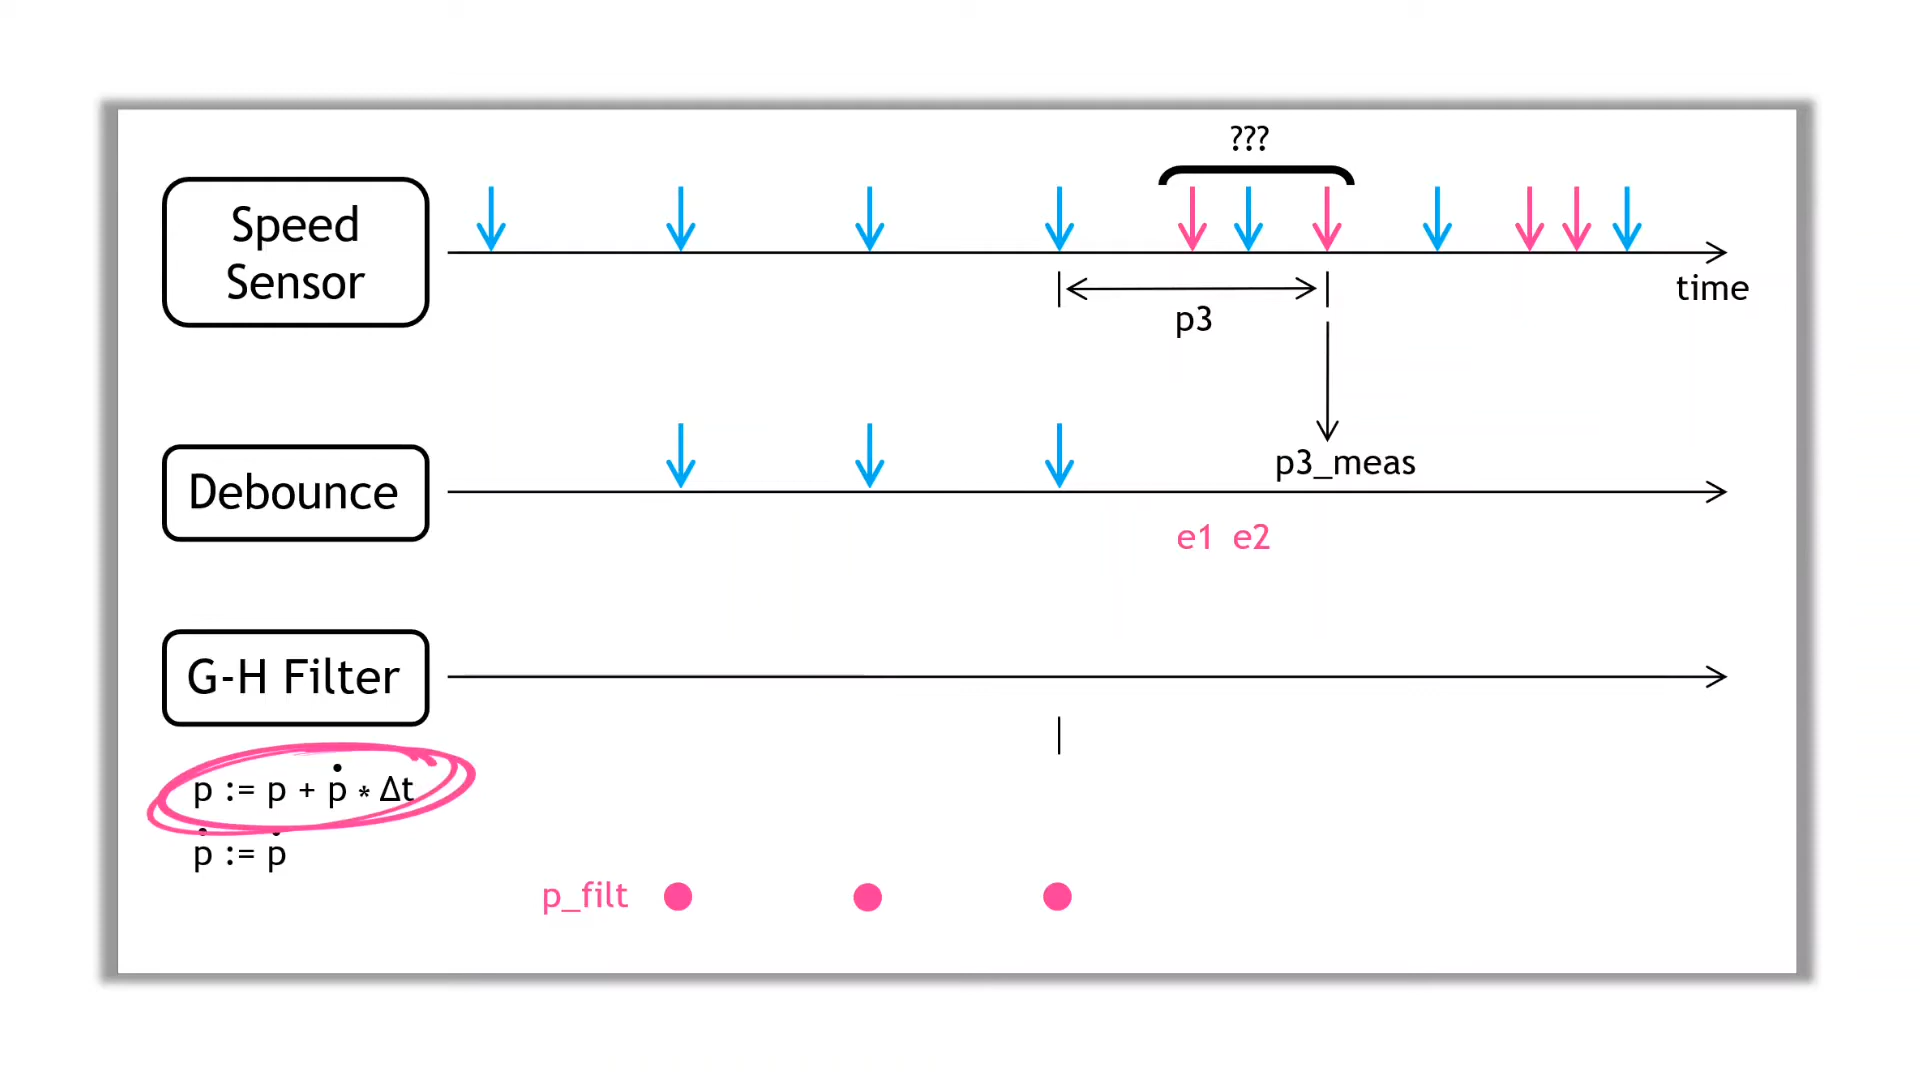 ???
Speed
Sensor
time
p3
p3_meas
Debounce
e1 e2
G-H Filter
p := p + ṗ * Δt
ṗ := ṗ
p_filt